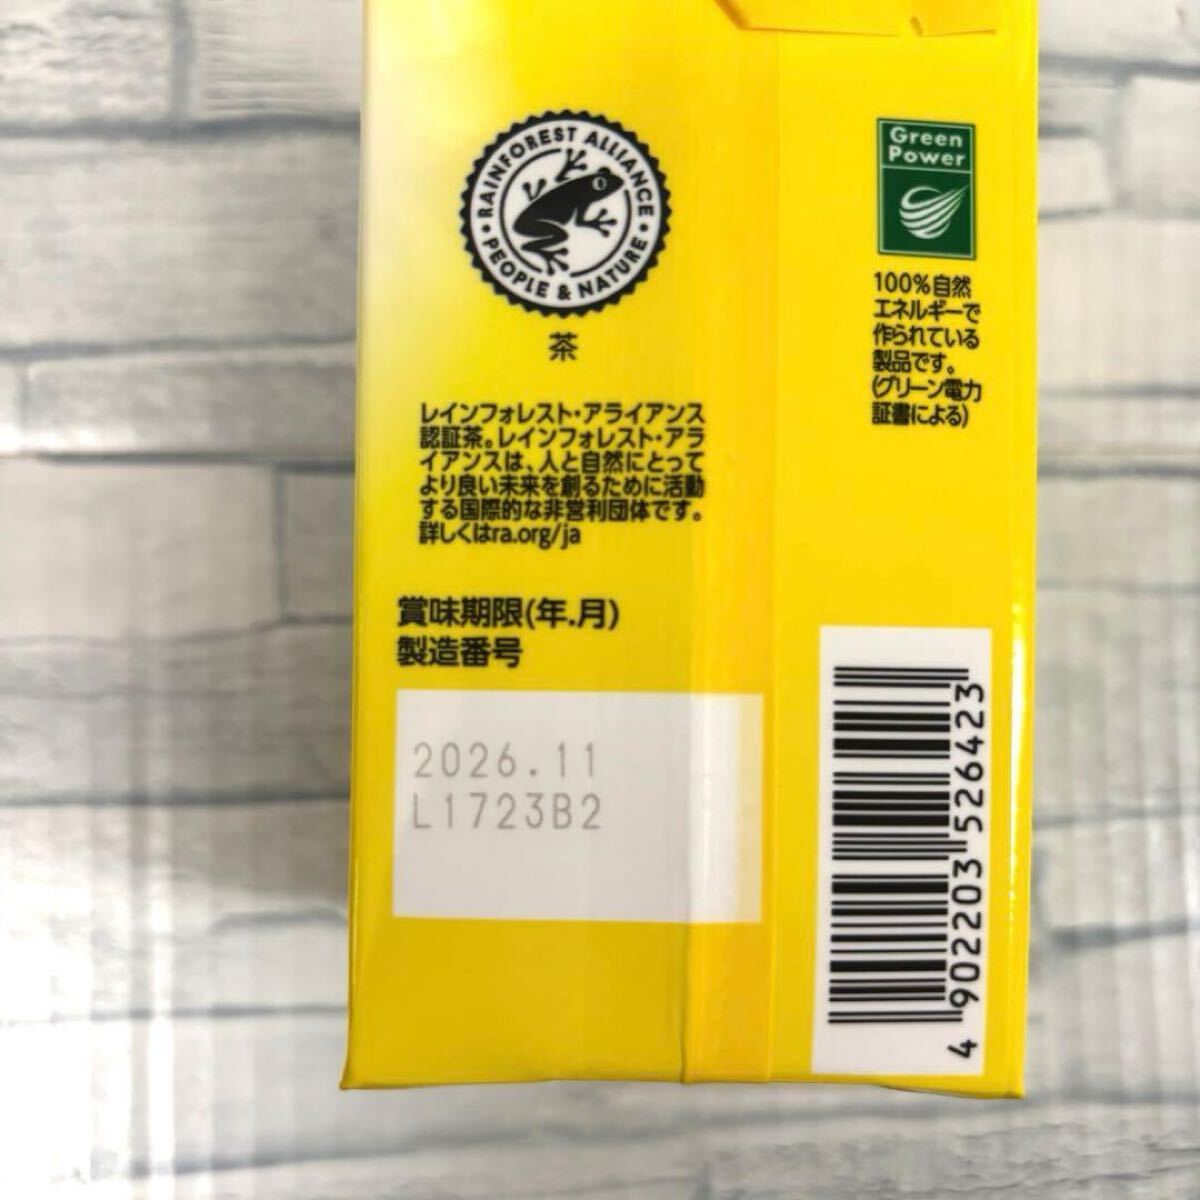 RAINFOREST ALLIANCE
PEOPLE & NATURE
茶
レインフォレスト・アライアンス
認証茶。レインフォレスト・アラ
イアンスは、人と自然にとって
より良い未来を創るために活動
する国際的な非営利団体です。
詳しくはra.org/ja
賞味期限(年.月)
製造番号
2026.11
L1723B2
Green
Power
100%自然
エネルギーで
作られている
製品です。
(グリーン電力
証書による)
4 902203 526423